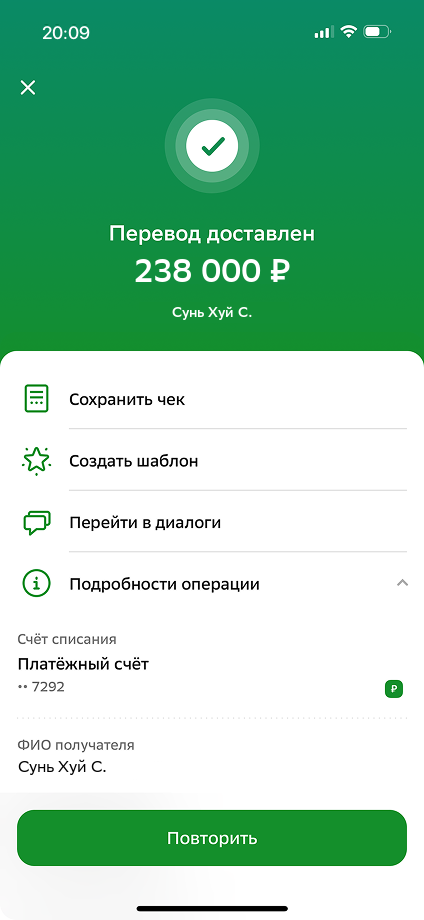 20:09
Перевод доставлен
238 000 ₽
Сунь Хуй С.
Сохранить чек
Создать шаблон
Перейти в диалоги
Подробности операции
Счёт списания
Платёжный счёт
•• 7292
₽
ФИО получателя
Сунь Хуй С.
Повторить